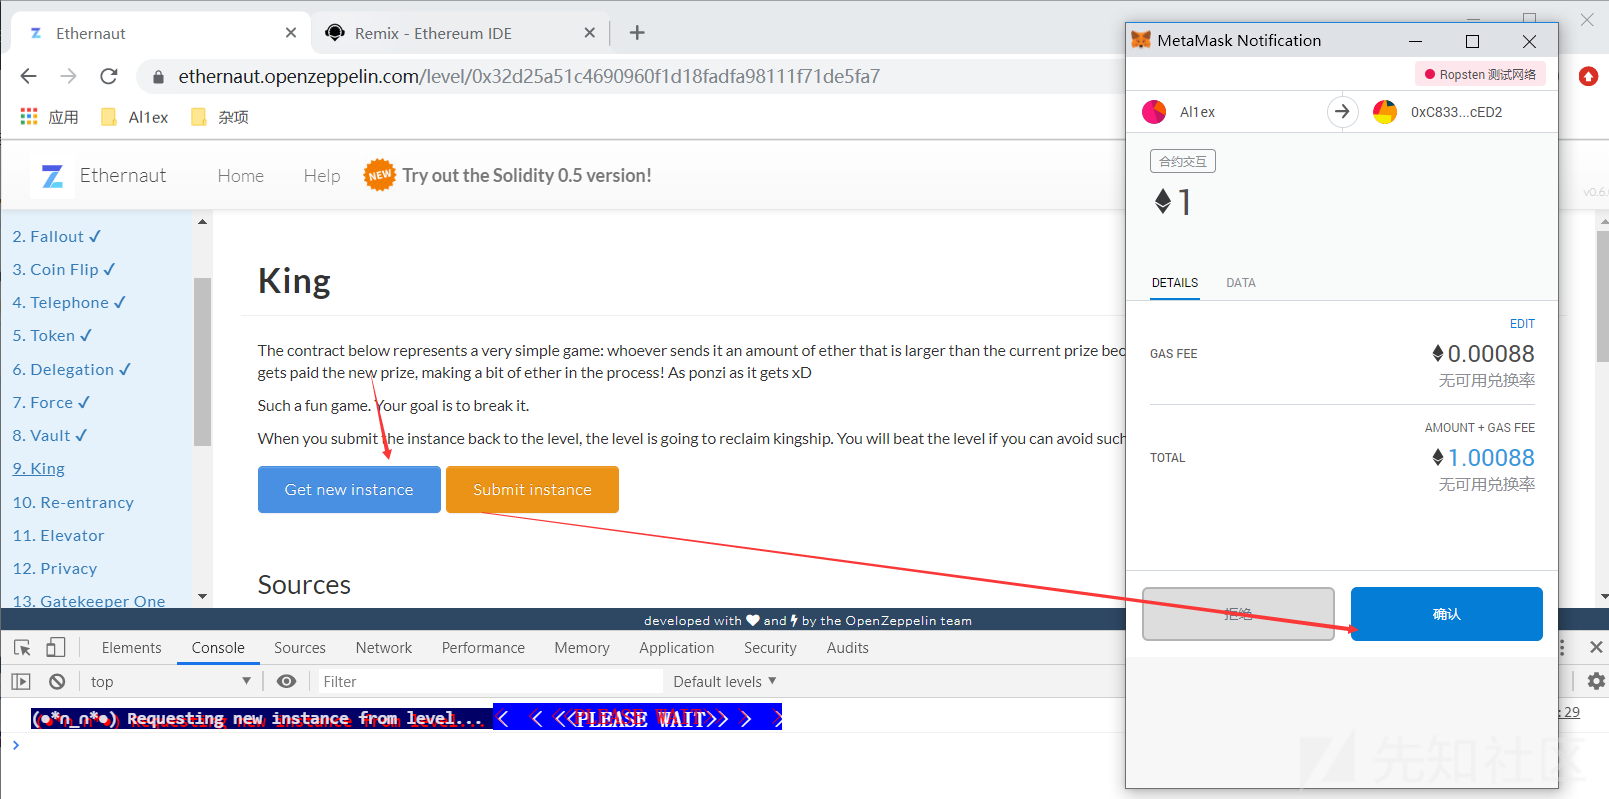 Ethernaut
Remix - Ethereum IDE
ethernaut.openzeppelin.com/level/0x32d25a51c4690960f1d18fadfa98111f71de5fa7
应用
Al1ex
杂项
Ethernaut
Home
Help
NEW
Try out the Solidity 0.5 version!
v0.6.
2. Fallout ✓
3. Coin Flip ✓
4. Telephone ✓
5. Token ✓
6. Delegation ✓
7. Force ✓
8. Vault ✓
9. King
10. Re-entrancy
11. Elevator
12. Privacy
13. Gatekeeper One
King
The contract below represents a very simple game: whoever sends it an amount of ether that is larger than the current prize bec
gets paid the new prize, making a bit of ether in the process! As ponzi as it gets xD
Such a fun game. Your goal is to break it.
When you submit the instance back to the level, the level is going to reclaim kingship. You will beat the level if you can avoid such
Get new instance
Submit instance
Sources
developed with ❤ and ⚡ by the OpenZeppelin team
Elements
Console
Sources
Network
Performance
Memory
Application
Security
Audits
top
Filter
Default levels
(●*∩_∩*●) Requesting new instance from level... < < <<PLEASE WAIT>> > >
:29
MetaMask Notification
Ropsten 测试网络
Al1ex
0xC833...cED2
合约交互
1
DETAILS
DATA
EDIT
GAS FEE
0.00088
无可用兑换率
AMOUNT + GAS FEE
TOTAL
1.00088
无可用兑换率
拒绝
确认
先知社区